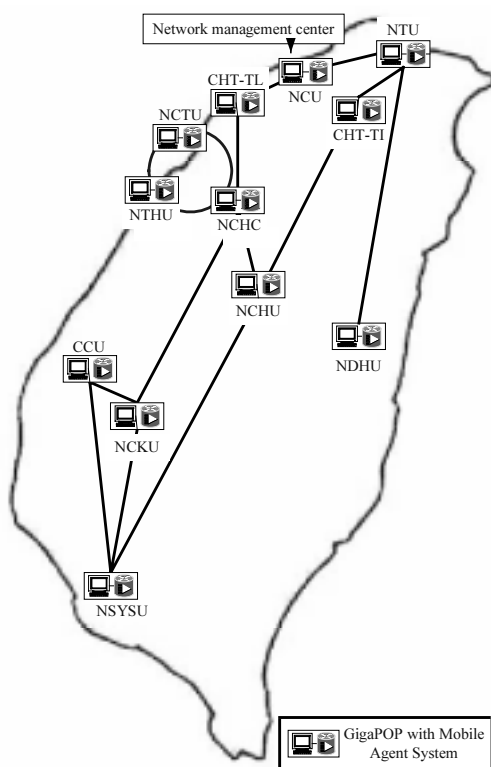 Network management center
NTU
CHT-TL
NCU
NCTU
CHT-TI
NTHU
NCHC
NCHU
CCU
NDHU
NCKU
NSYSU
GigaPOP with Mobile
Agent System